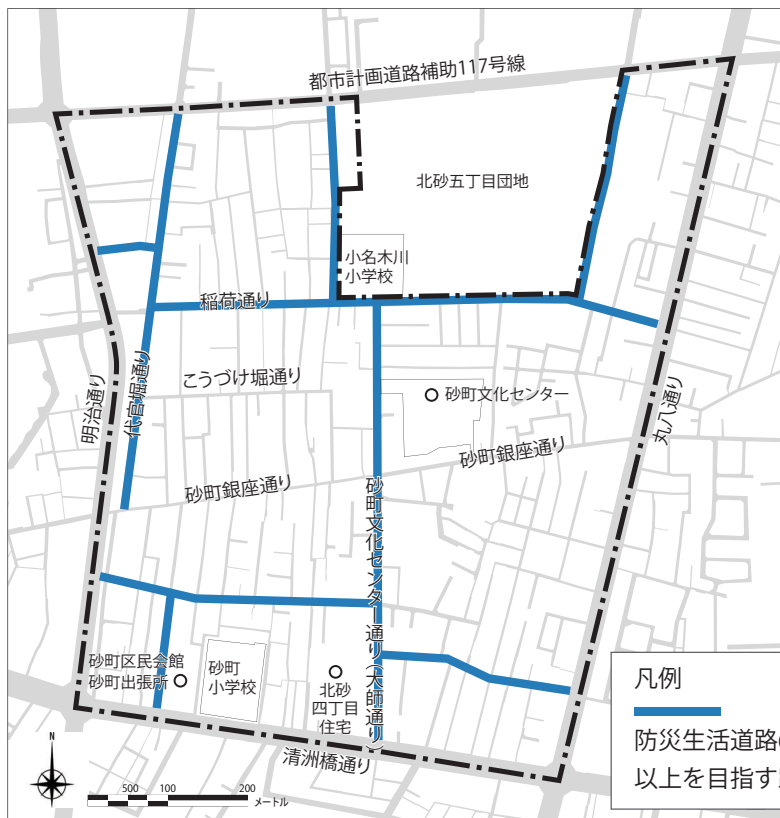 都市計画道路補助117号線
北砂五丁目団地
小名木川
小学校
稲荷通り
こうづけ堀通り
明治通り
代官堀通り
砂町文化センター
丸八通り
砂町銀座通り
砂町銀座通り
砂町文化センター通り（大師通り）
砂町区民会館
砂町出張所
砂町
小学校
北砂
四丁目
住宅
清洲橋通り
N
500 100 200
メートル
凡例
防災生活道路
以上を目指す